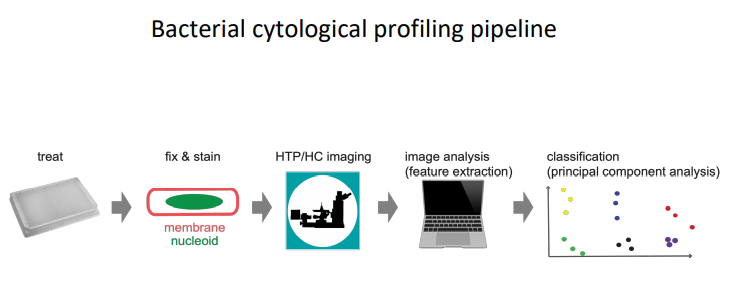 Bacterial cytological profiling pipeline
treat
fix & stain
HTP/HC imaging
image analysis
(feature extraction)
classification
(principal component analysis)
membrane
nucleoid